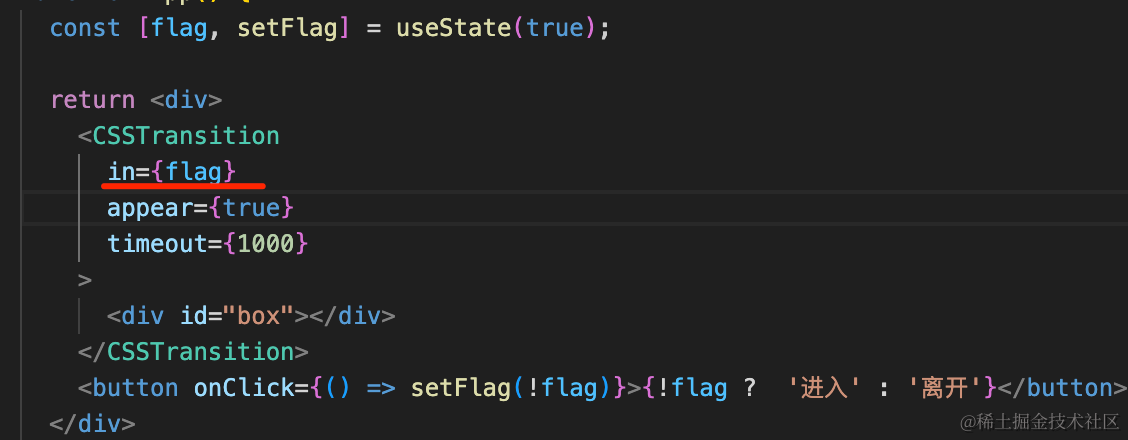 const [flag, setFlag] = useState(true);
return <div>
<CSSTransition
in={flag}
appear={true}
timeout={1000}
>
<div id="box"></div>
</CSSTransition>
<button onClick={() => setFlag(!flag)}>{!flag ? '进入' : '离开'}</button>
</div>
@稀土掘金技术社区